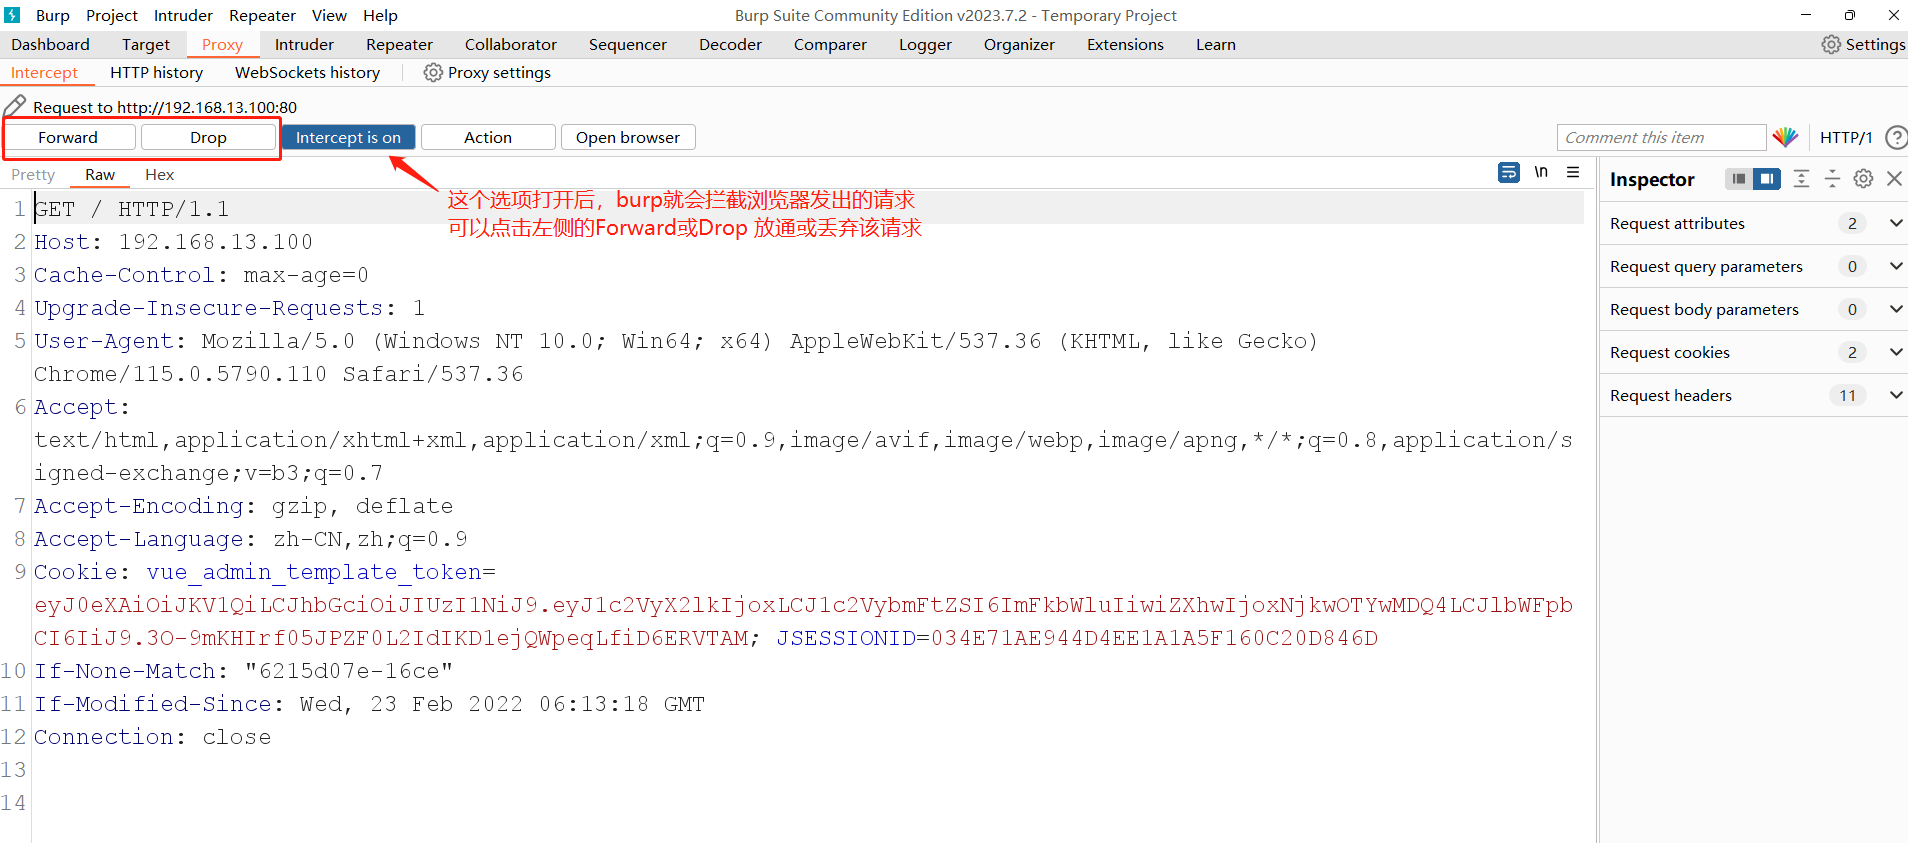 Burp Project Intruder Repeater View Help
Burp Suite Community Edition v2023.7.2 - Temporary Project
Dashboard Target Proxy Intruder Repeater Collaborator Sequencer Decoder Comparer Logger Organizer Extensions Learn Settings
Intercept HTTP history WebSockets history Proxy settings
Request to http://192.168.13.100:80
Forward Drop Intercept is on Action Open browser Comment this item HTTP/1 ?
Pretty Raw Hex \n
这个选项打开后，burp就会拦截浏览器发出的请求
可以点击左侧的Forward或Drop 放通或丢弃该请求
1 GET / HTTP/1.1
2 Host: 192.168.13.100
3 Cache-Control: max-age=0
4 Upgrade-Insecure-Requests: 1
5 User-Agent: Mozilla/5.0 (Windows NT 10.0; Win64; x64) AppleWebKit/537.36 (KHTML, like Gecko)
Chrome/115.0.5790.110 Safari/537.36
6 Accept:
text/html,application/xhtml+xml,application/xml;q=0.9,image/avif,image/webp,image/apng,*/*;q=0.8,application/s
igned-exchange;v=b3;q=0.7
7 Accept-Encoding: gzip, deflate
8 Accept-Language: zh-CN,zh;q=0.9
9 Cookie: vue_admin_template_token=
eyJ0eXAiOiJKV1QiLCJhbGciOiJIUzI1NiJ9.eyJ1c2VyX2lkIjoxLCJ1c2VybmFtZSI6ImFkbWluIiwiZXhwIjoxNjkwOTYwMDQ4LCJlbWFpb
CI6IiJ9.3O-9mKHIrf05JPZF0L2IdIKD1ejQWpeqLfiD6ERVTAM; JSESSIONID=034E71AE944D4EE1A1A5F160C20D846D
10 If-None-Match: "6215d07e-16ce"
11 If-Modified-Since: Wed, 23 Feb 2022 06:13:18 GMT
12 Connection: close
13
14
Inspector
Request attributes 2
Request query parameters 0
Request body parameters 0
Request cookies 2
Request headers 11